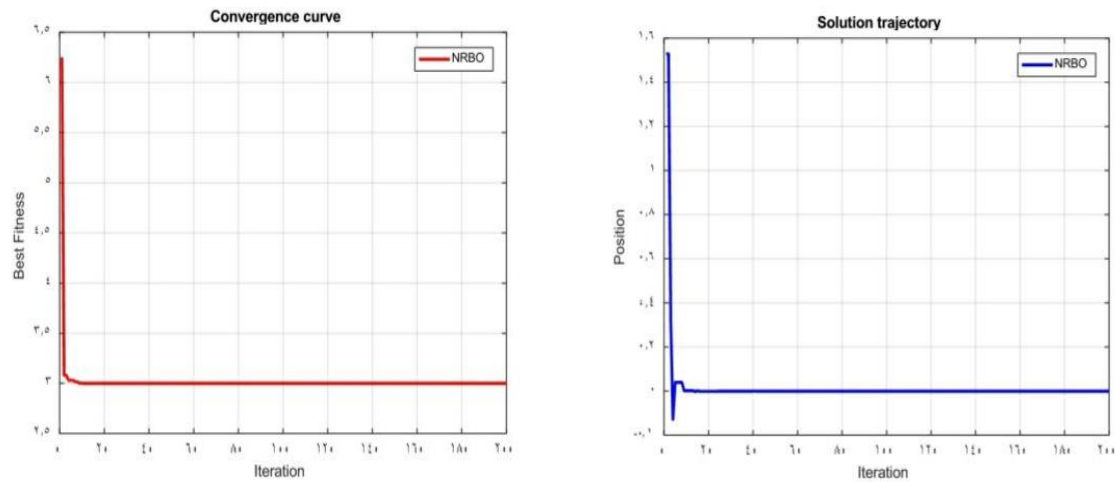 Convergence curve
NRBO
٦,٥
٦
٥,٥
٥
٤,٥
٤
٣,٥
٣
٢,٥
Best Fitness
٠ ٢٠ ٤٠ ٦٠ ٨٠ ١٠٠ ١٢٠ ١٤٠ ١٦٠ ١٨٠ ٢٠٠
Iteration
Solution trajectory
NRBO
١,٦
١,٤
١,٢
١
٠,٨
٠,٦
٠,٤
٠,٢
٠
Position
٠ ٢٠ ٤٠ ٦٠ ٨٠ ١٠٠ ١٢٠ ١٤٠ ١٦٠ ١٨٠ ٢٠٠
Iteration